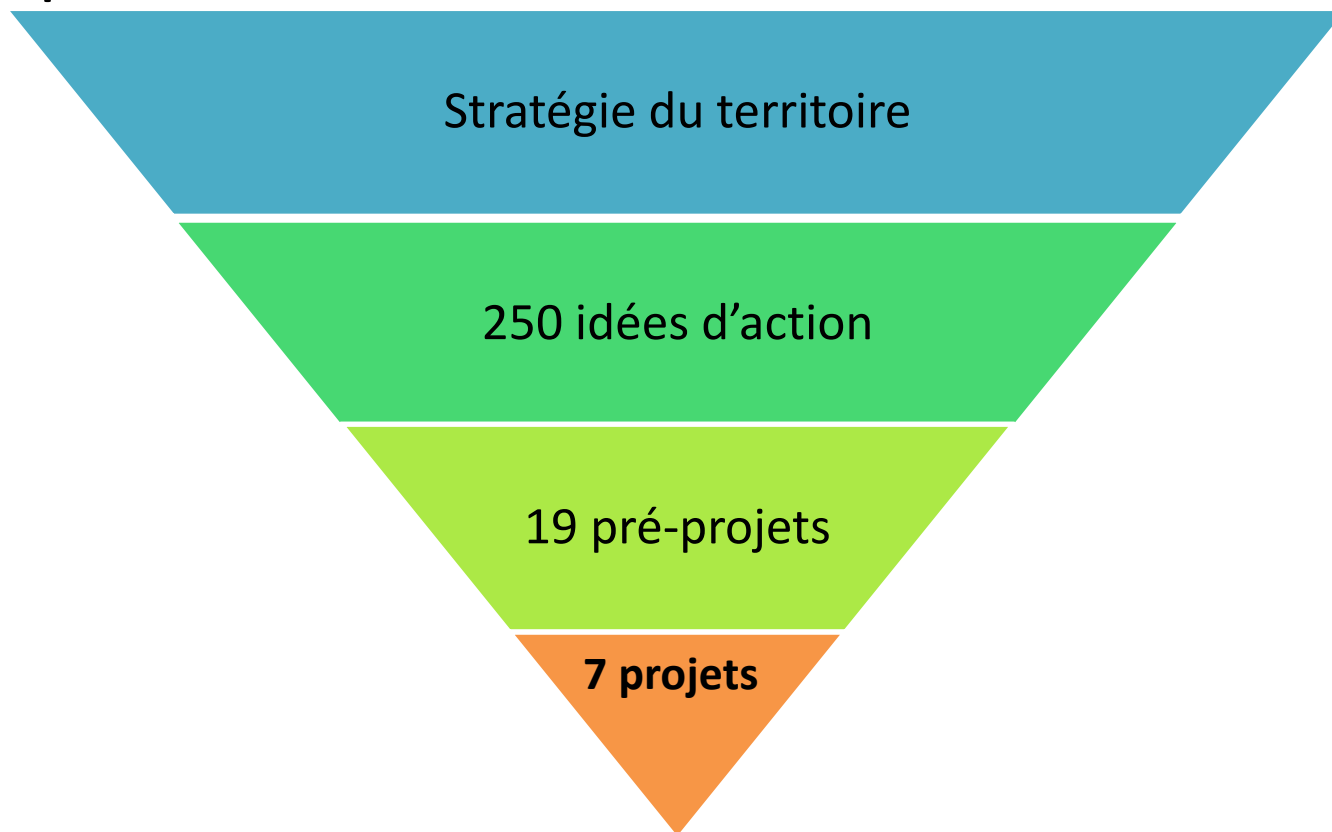 Stratégie du territoire
250 idées d’action
19 pré-projets
7 projets